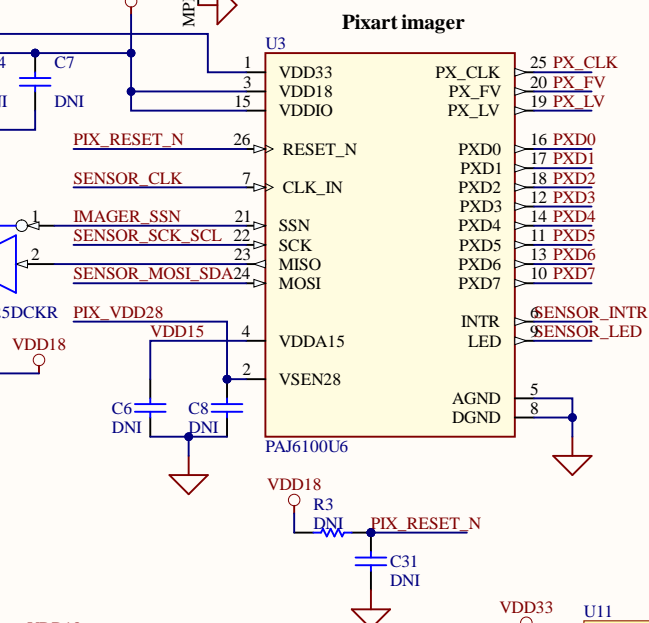 MP
Pixart imager
U3
4
C7
NI
DNI
1
VDD33
3
VDD18
15
VDDIO
PX_CLK
25
PX_CLK
PX_FV
20
PX_FV
PX_LV
19
PX_LV
PIX_RESET_N
26
RESET_N
SENSOR_CLK
7
CLK_IN
PXD0
16
PXD0
PXD1
17
PXD1
PXD2
18
PXD2
PXD3
12
PXD3
PXD4
14
PXD4
PXD5
11
PXD5
PXD6
13
PXD6
PXD7
10
PXD7
1
IMAGER_SSN
21
SSN
SENSOR_SCK_SCL
22
SCK
2
23
MISO
SENSOR_MOSI_SDA
24
MOSI
5DCKR
PIX_VDD28
VDD15
4
VDDA15
2
VSEN28
INTR
6
SENSOR_INTR
LED
9
SENSOR_LED
VDD18
C6
DNI
C8
DNI
AGND
5
DGND
8
PAJ6100U6
VDD18
R3
DNI
PIX_RESET_N
C31
DNI
VDD33
U11